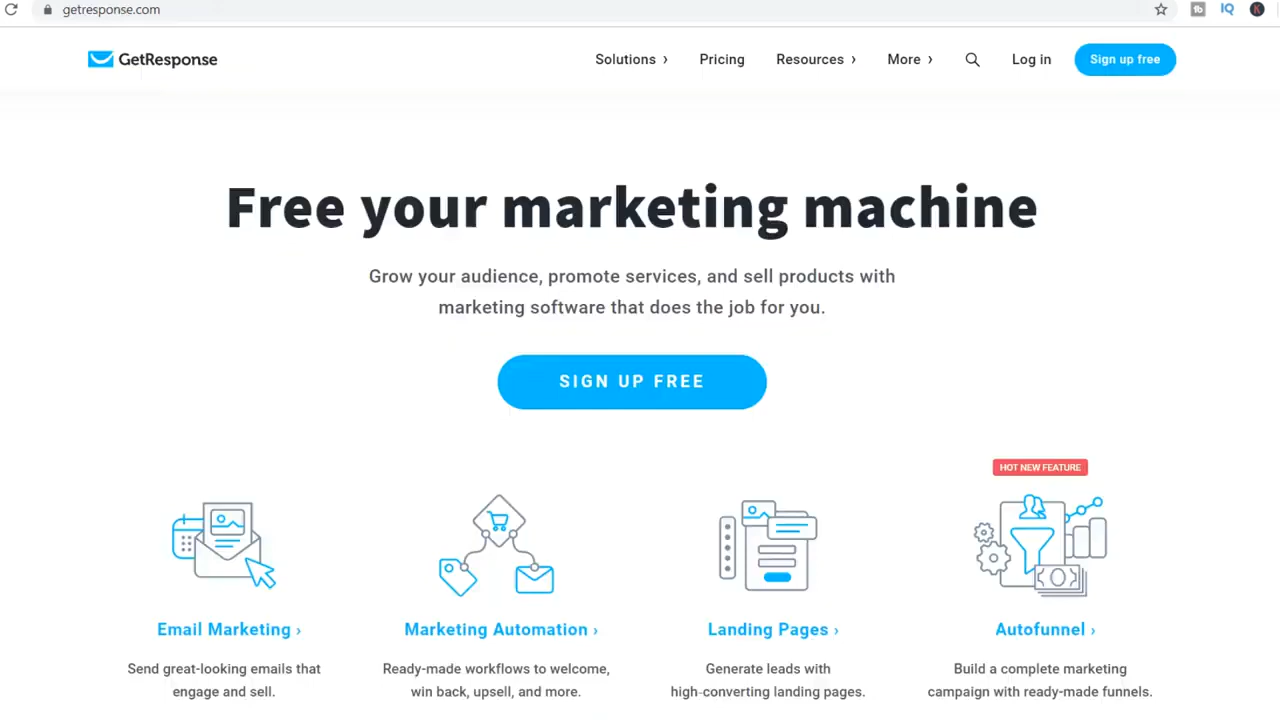 getresponse.com
tb
IQ
K
GetResponse
Solutions ›
Pricing
Resources ›
More ›
Log in
Sign up free
Free your marketing machine
Grow your audience, promote services, and sell products with
marketing software that does the job for you.
SIGN UP FREE
HOT NEW FEATURE
Email Marketing ›
Marketing Automation ›
Landing Pages ›
Autofunnel ›
Send great-looking emails that
engage and sell.
Ready-made workflows to welcome,
win back, upsell, and more.
Generate leads with
high-converting landing pages.
Build a complete marketing
campaign with ready-made funnels.